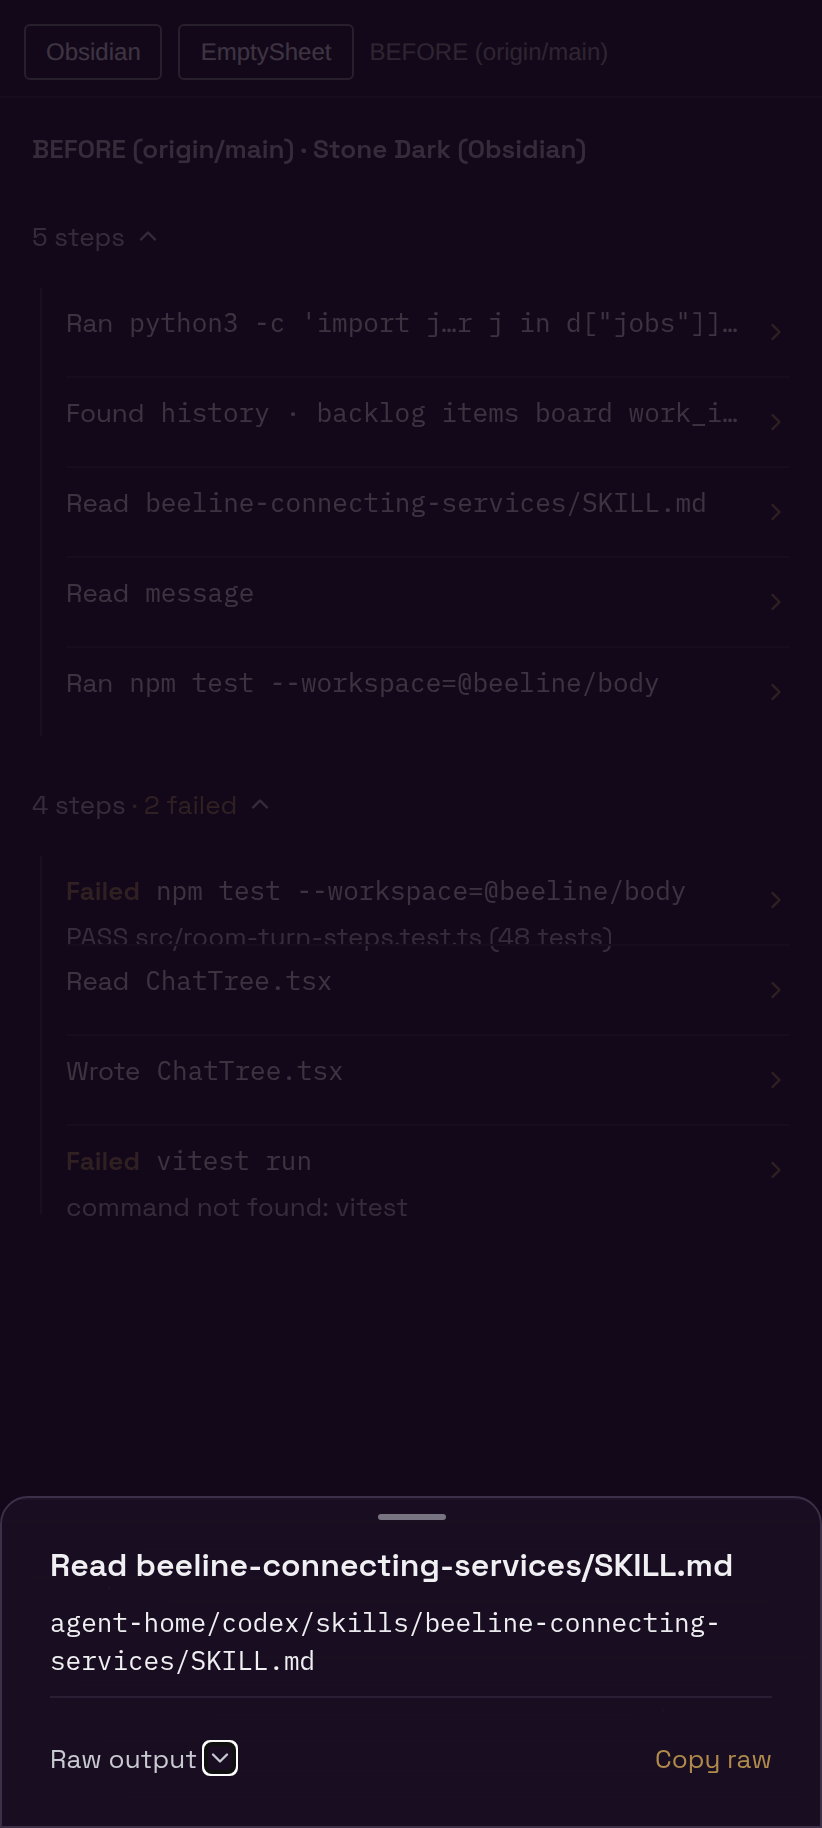 Obsidian EmptySheet BEFORE (origin/main)
BEFORE (origin/main) · Stone Dark (Obsidian)
5 steps
Ran python3 -c 'import j…r j in d["jobs"]]…
Found history · backlog items board work_i…
Read beeline-connecting-services/SKILL.md
Read message
Ran npm test --workspace=@beeline/body
4 steps · 2 failed
Failed npm test --workspace=@beeline/body
PASS src/room-turn-steps.test.ts (48 tests)
Read ChatTree.tsx
Wrote ChatTree.tsx
Failed vitest run
command not found: vitest
Read beeline-connecting-services/SKILL.md
agent-home/codex/skills/beeline-connecting-
services/SKILL.md
Raw output Copy raw